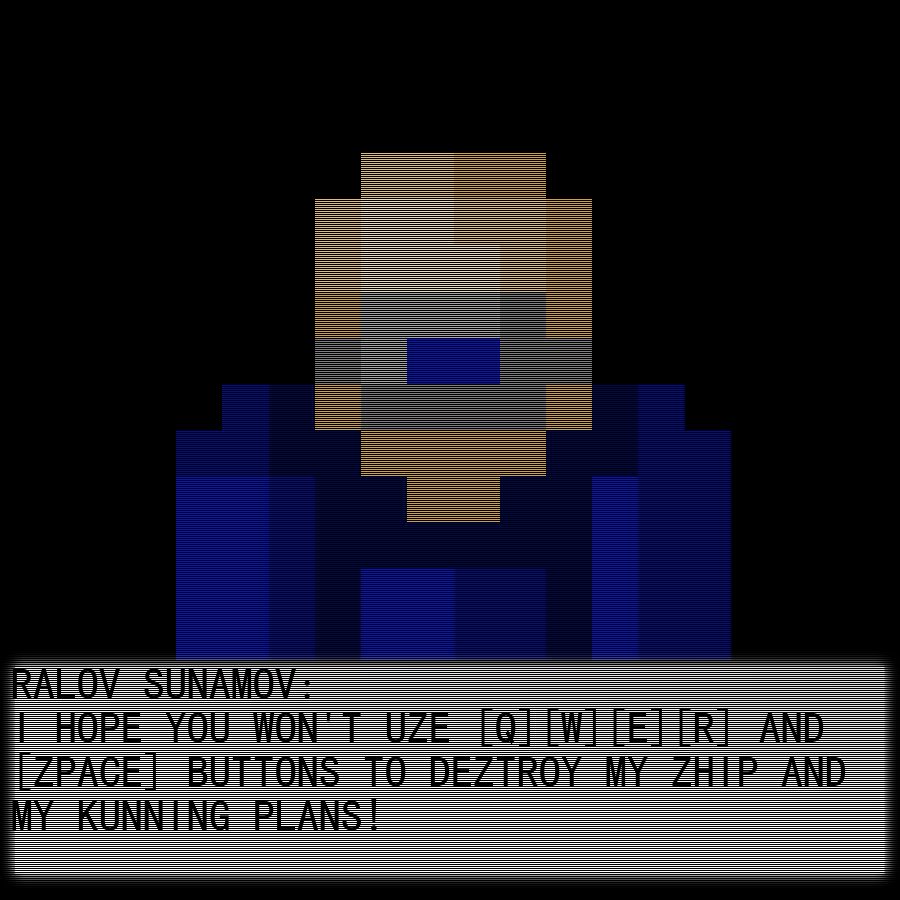 RALOV SUNAMOV:
I HOPE YOU WON'T UZE [Q][W][E][R] AND
[ZPACE] BUTTONS TO DEZTROY MY ZHIP AND
MY KUNNING PLANS!